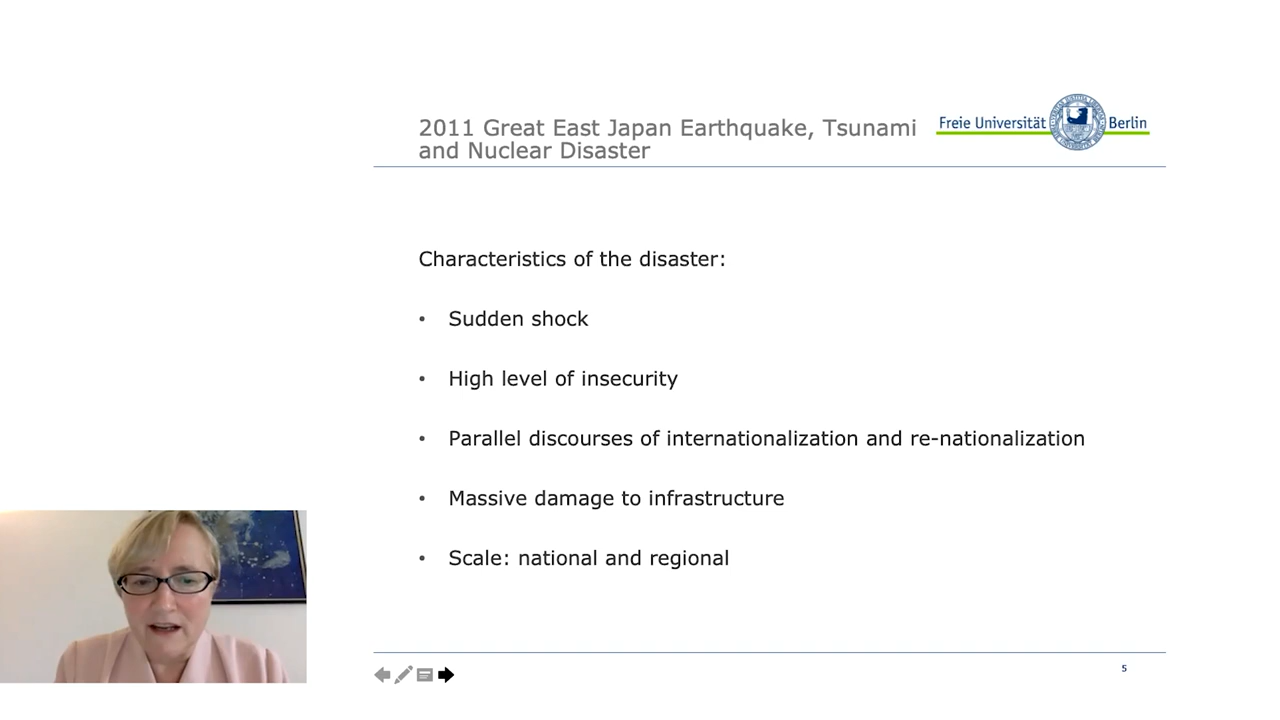 2011 Great East Japan Earthquake, Tsunami
and Nuclear Disaster
Freie Universität Berlin
Characteristics of the disaster:
• Sudden shock
• High level of insecurity
• Parallel discourses of internationalization and re-nationalization
• Massive damage to infrastructure
• Scale: national and regional
5